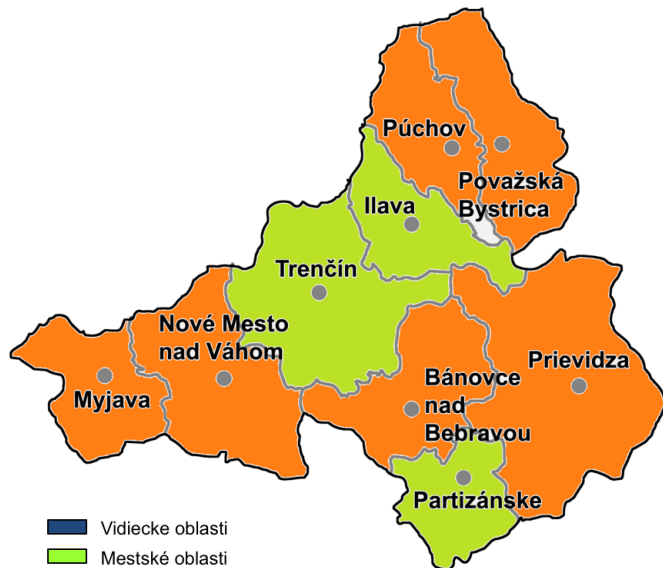 Púchov
Považská
Bystrica
Ilava
Trenčín
Nové Mesto
nad Váhom
Myjava
Bánovce
nad
Bebravou
Prievidza
Partizánske
Vidiecke oblasti
Mestské oblasti